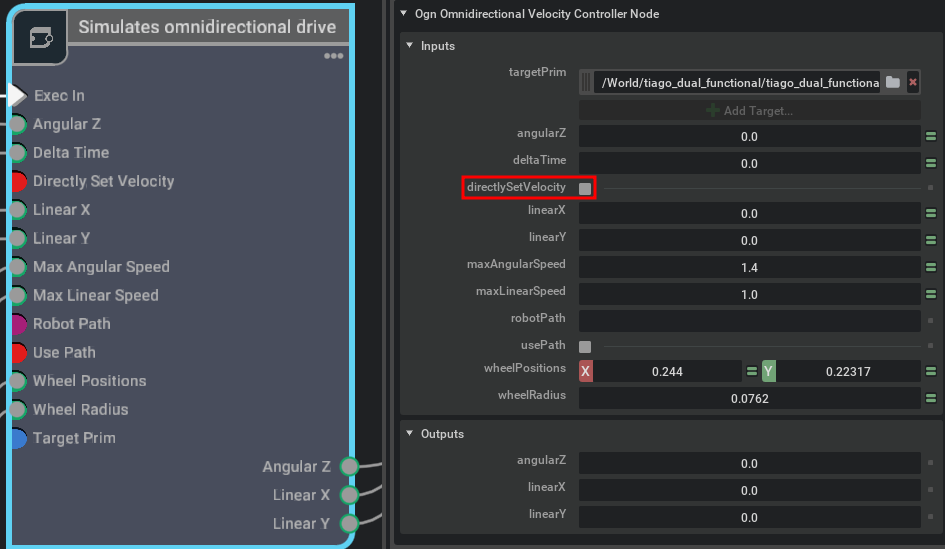 Simulates omnidirectional drive
Exec In
Angular Z
Delta Time
Directly Set Velocity
Linear X
Linear Y
Max Angular Speed
Max Linear Speed
Robot Path
Use Path
Wheel Positions
Wheel Radius
Target Prim
Angular Z
Linear X
Linear Y
Ogn Omnidirectional Velocity Controller Node
Inputs
targetPrim /World/tiago_dual_functional/tiago_dual_functiona
Add Target...
angularZ 0.0
deltaTime 0.0
directlySetVelocity
linearX 0.0
linearY 0.0
maxAngularSpeed 1.4
maxLinearSpeed 1.0
robotPath
usePath
wheelPositions X 0.244 Y 0.22317
wheelRadius 0.0762
Outputs
angularZ 0.0
linearX 0.0
linearY 0.0